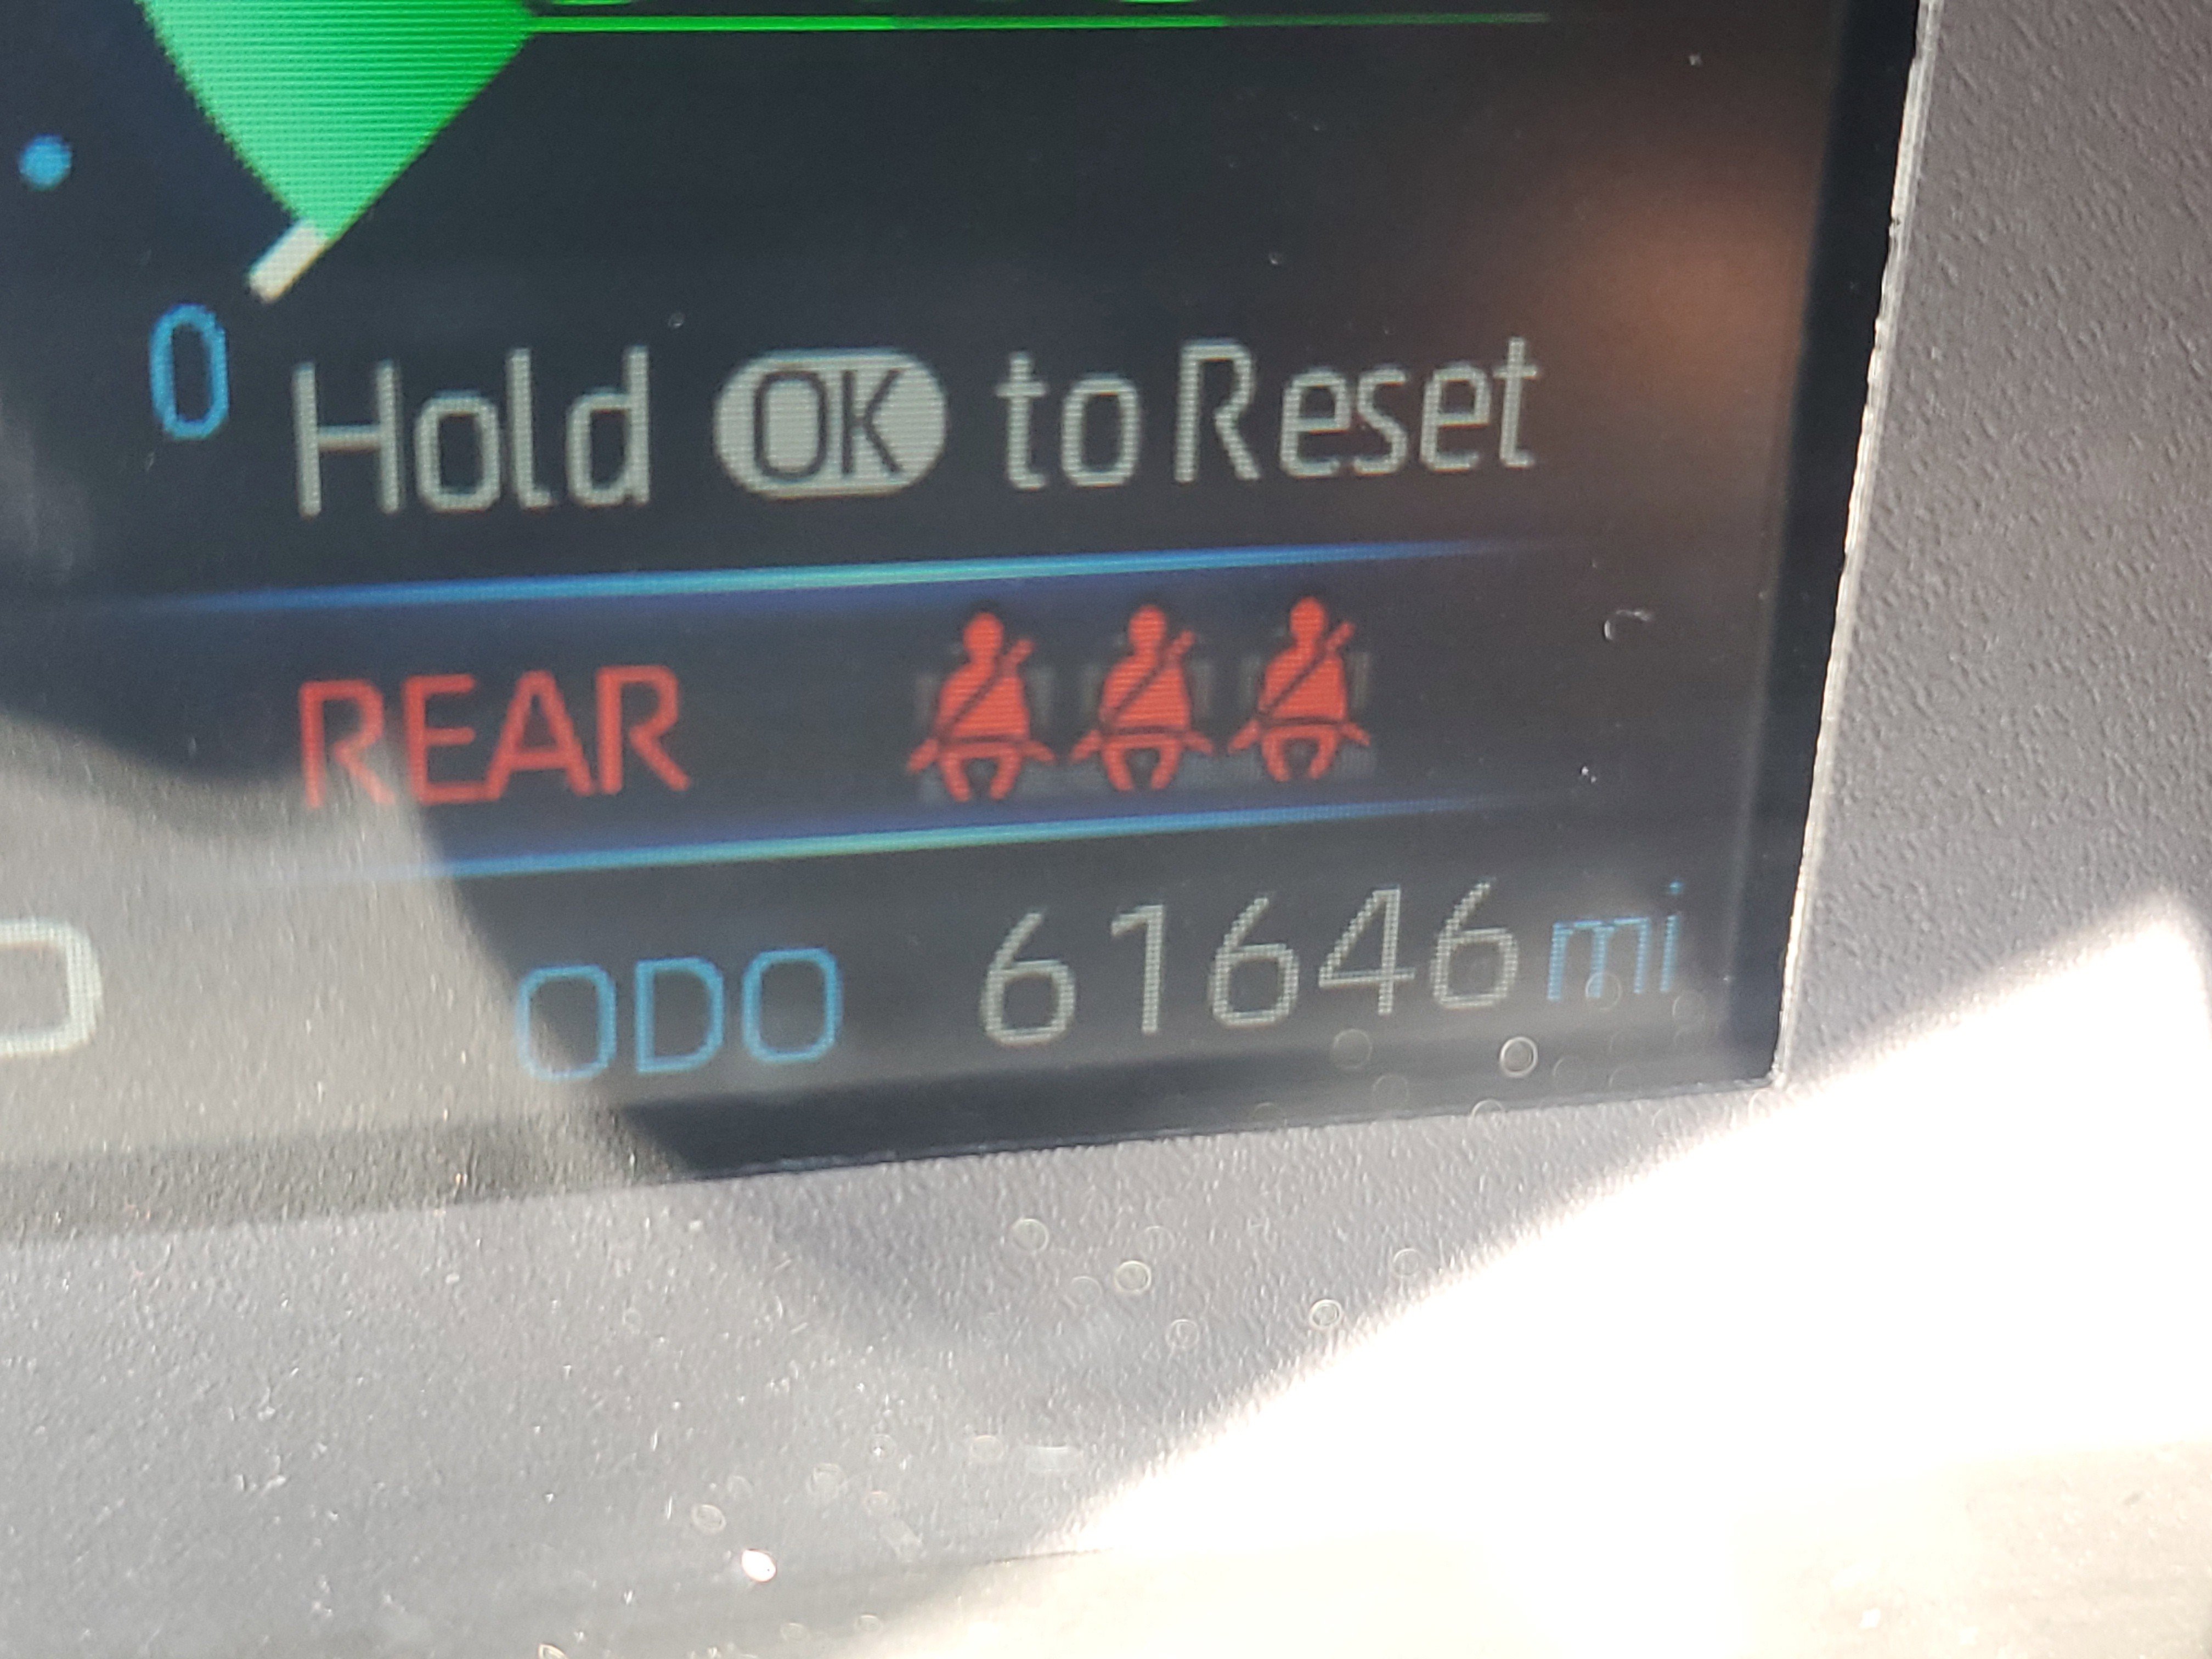 0
Hold OK to Reset
REAR
ODO 61646 mi